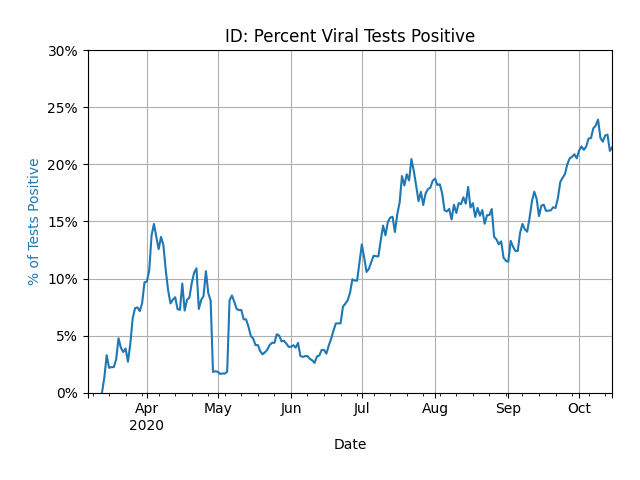 ID: Percent Viral Tests Positive
30%
25%
20%
15%
10%
5%
0%
% of Tests Positive
Apr May Jun Jul Aug Sep Oct
2020
Date